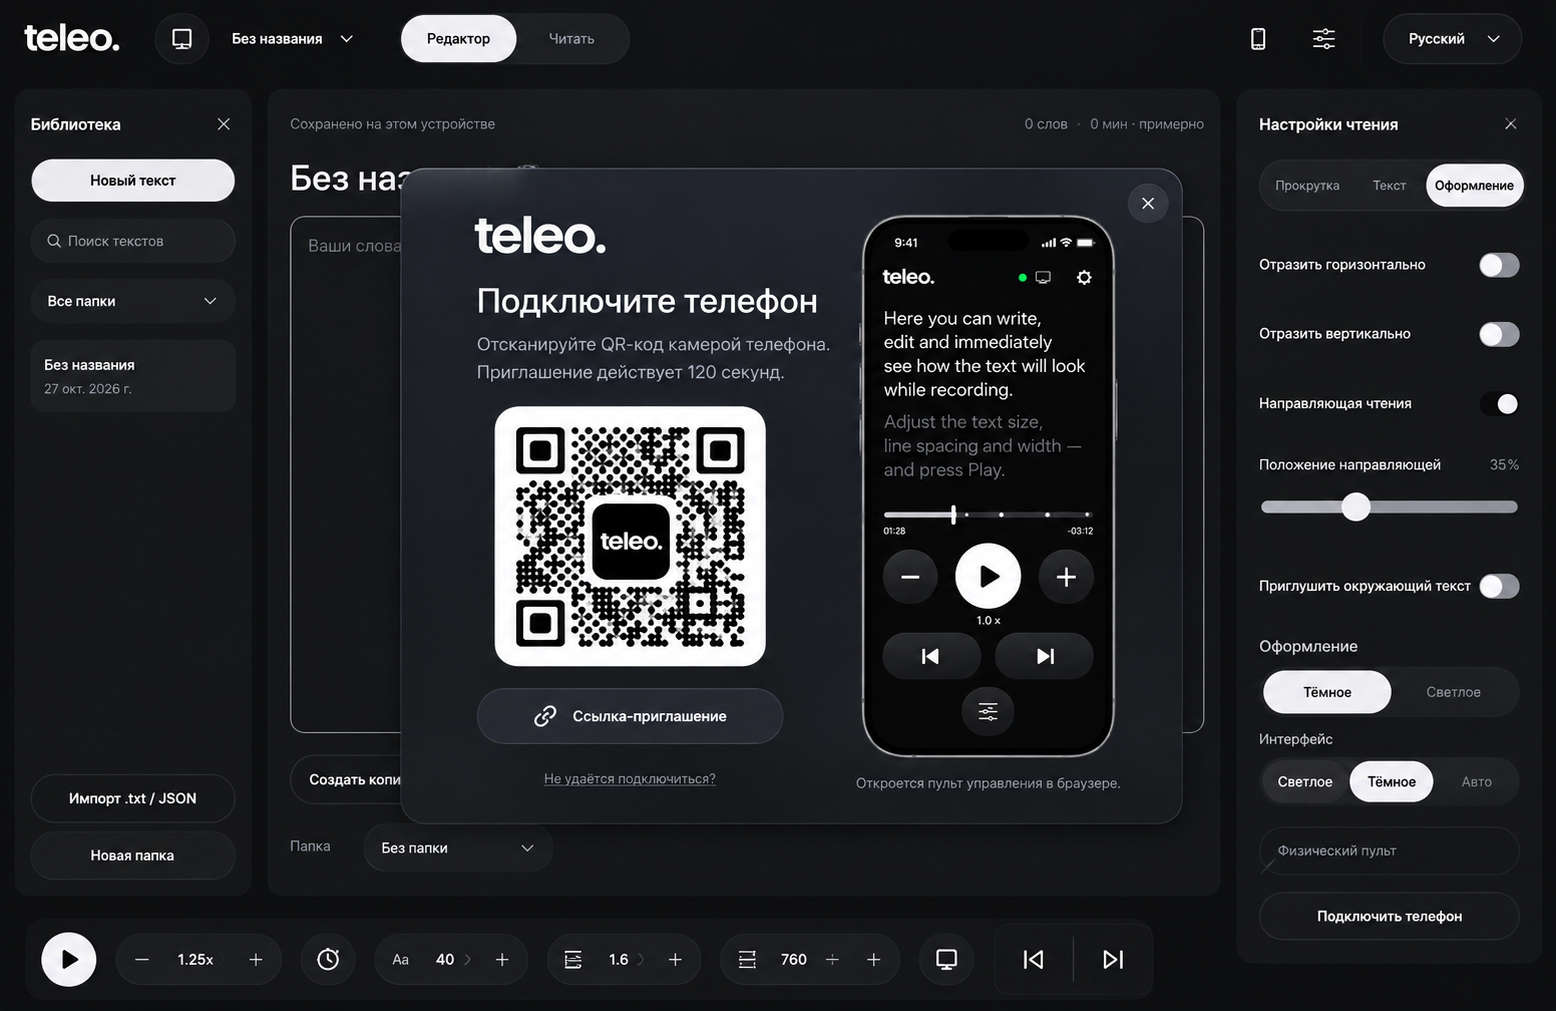 teleo.
Без названия
Редактор
Читать
Русский
Библиотека
Новый текст
Поиск текстов
Все папки
Без названия
27 окт. 2026 г.
Импорт .txt / JSON
Новая папка
Сохранено на этом устройстве
0 слов · 0 мин · примерно
Без наз
Ваши слова
Создать копи
Папка
Без папки
teleo.
Подключите телефон
Отсканируйте QR-код камерой телефона.
Приглашение действует 120 секунд.
teleo.
Ссылка-приглашение
Не удаётся подключиться?
9:41
teleo.
Here you can write,
edit and immediately
see how the text will look
while recording.
Adjust the text size,
line spacing and width —
and press Play.
01:28
-03:12
1.0 x
Откроется пульт управления в браузере.
Настройки чтения
Прокрутка
Текст
Оформление
Отразить горизонтально
Отразить вертикально
Направляющая чтения
Положение направляющей
35%
Приглушить окружающий текст
Оформление
Тёмное
Светлое
Интерфейс
Светлое
Тёмное
Авто
Физический пульт
Подключить телефон
1.25x
Aa
40
1.6
760